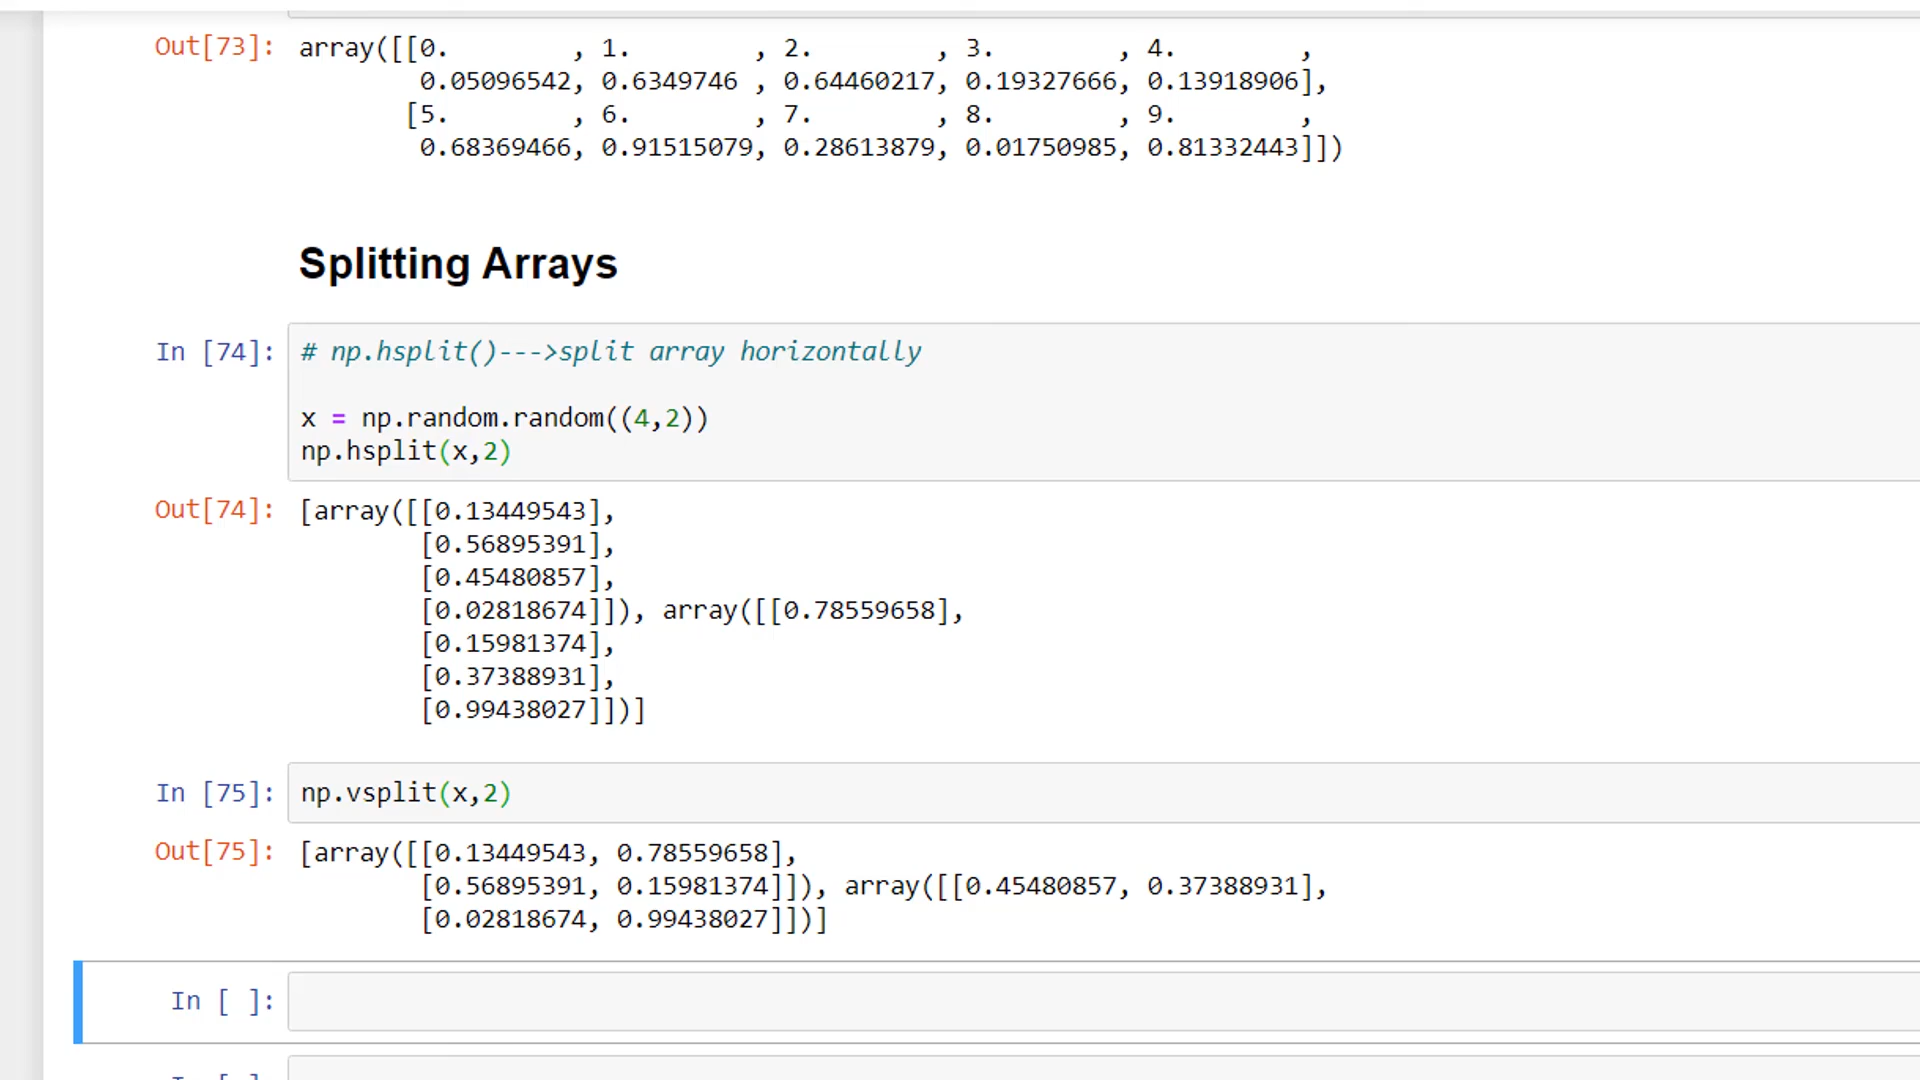 Out[73]: array([[0.        , 1.        , 2.        , 3.        , 4.        ,
0.05096542, 0.6349746 , 0.64460217, 0.19327666, 0.13918906],
[5.        , 6.        , 7.        , 8.        , 9.        ,
0.68369466, 0.91515079, 0.28613879, 0.01750985, 0.81332443]])
Splitting Arrays
In [74]: # np.hsplit()--->split array horizontally
x = np.random.random((4,2))
np.hsplit(x,2)
Out[74]: [array([[0.13449543],
[0.56895391],
[0.45480857],
[0.02818674]]), array([[0.78559658],
[0.15981374],
[0.37388931],
[0.99438027]])]
In [75]: np.vsplit(x,2)
Out[75]: [array([[0.13449543, 0.78559658],
[0.56895391, 0.15981374]]), array([[0.45480857, 0.37388931],
[0.02818674, 0.99438027]])]
In [ ]: